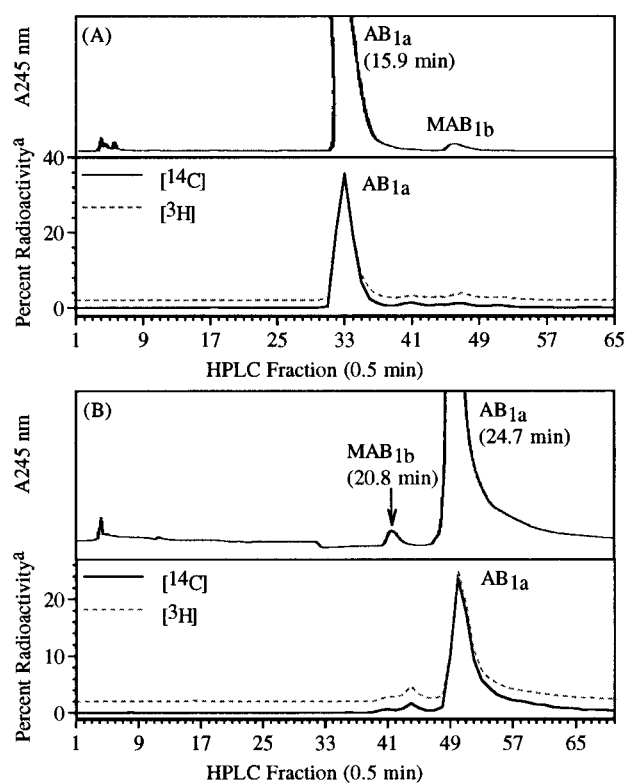 (A)
A245 nm
AB1a
(15.9 min)
MAB1b
Percent Radioactivitya
40
20
0
[14C]
[3H]
AB1a
1 9 17 25 33 41 49 57 65
HPLC Fraction (0.5 min)
(B)
A245 nm
MAB1b
(20.8 min)
AB1a
(24.7 min)
Percent Radioactivitya
20
10
0
[14C]
[3H]
AB1a
1 9 17 25 33 41 49 57 65
HPLC Fraction (0.5 min)